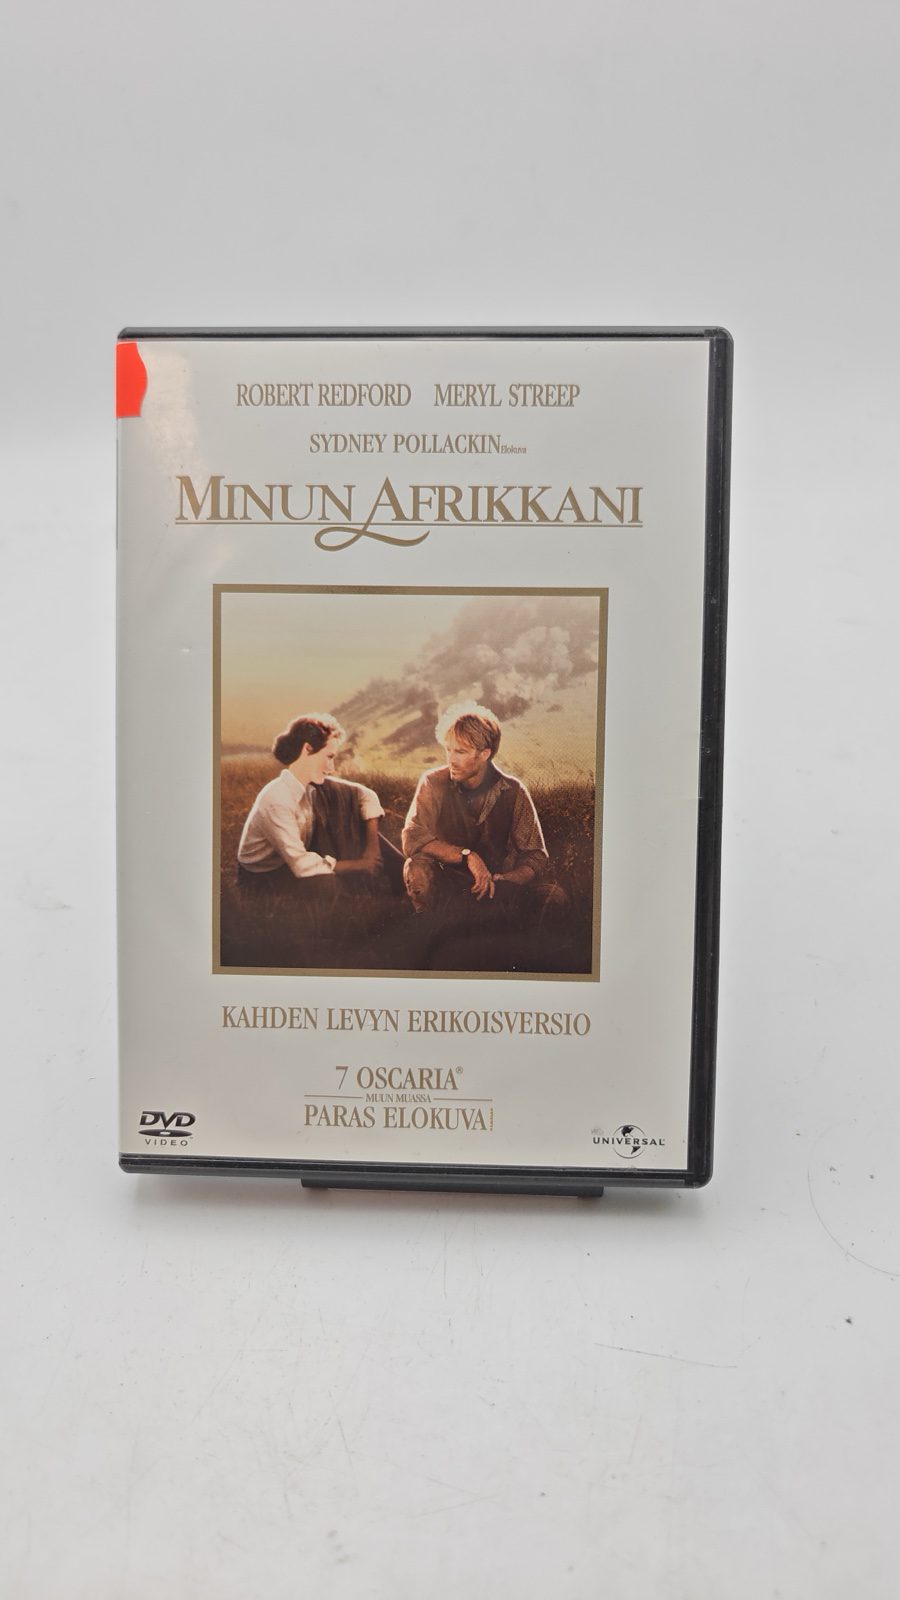 ROBERT REDFORD MERYL STREEP
SYDNEY POLLACKIN Elokuva
MINUN AFRIKKANI
KAHDEN LEVYN ERIKOISVERSIO
7 OSCARIA®
MUUN MUASSA
PARAS ELOKUVA
DVD
VIDEO
UNIVERSAL